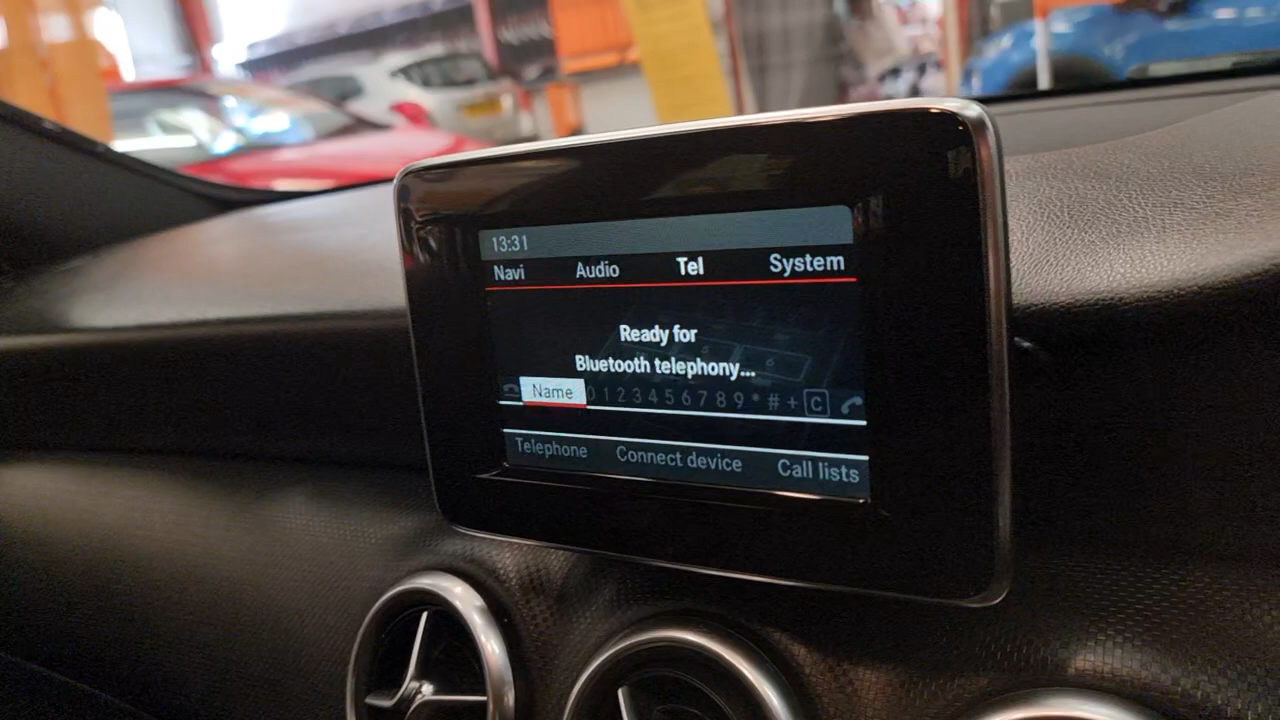 13:31
Navi Audio Tel System
Ready for
Bluetooth telephony...
Name 0 1 2 3 4 5 6 7 8 9 * # + C
Telephone Connect device Call lists